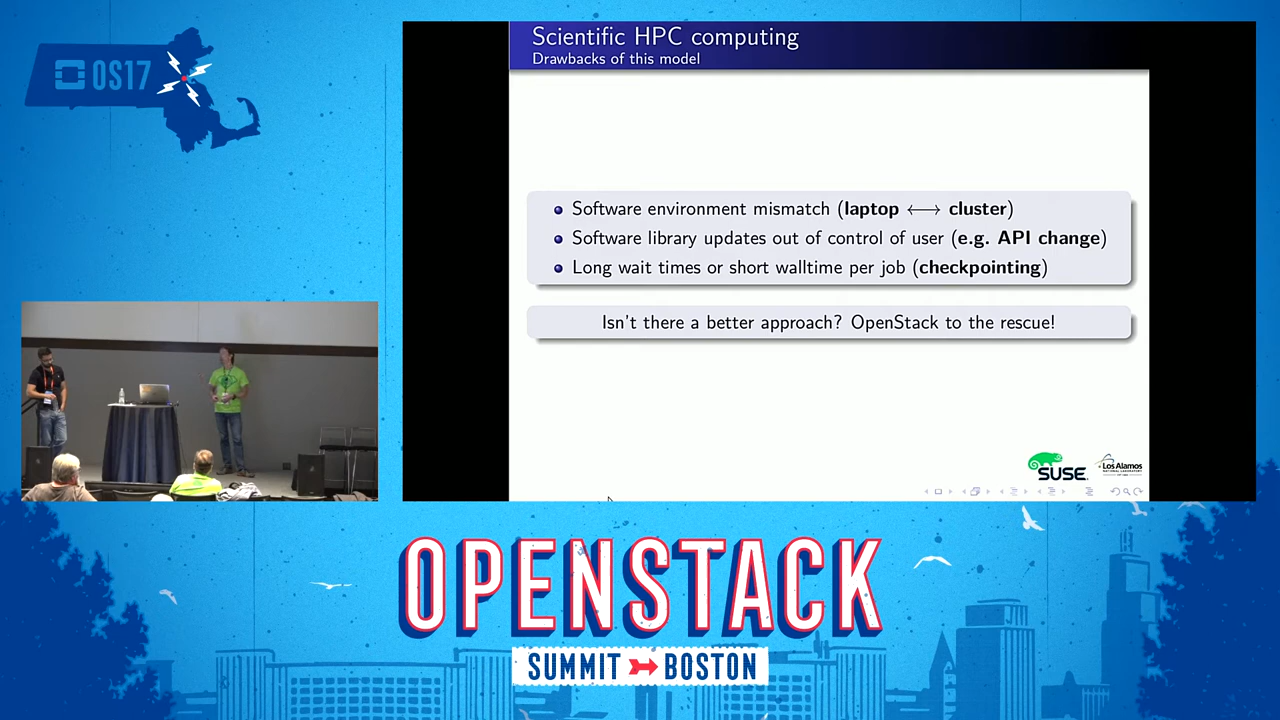 OS17
Scientific HPC computing
Drawbacks of this model
Software environment mismatch (laptop ⟷ cluster)
Software library updates out of control of user (e.g. API change)
Long wait times or short walltime per job (checkpointing)
Isn't there a better approach? OpenStack to the rescue!
SUSE
Los Alamos
OPENSTACK
SUMMIT BOSTON